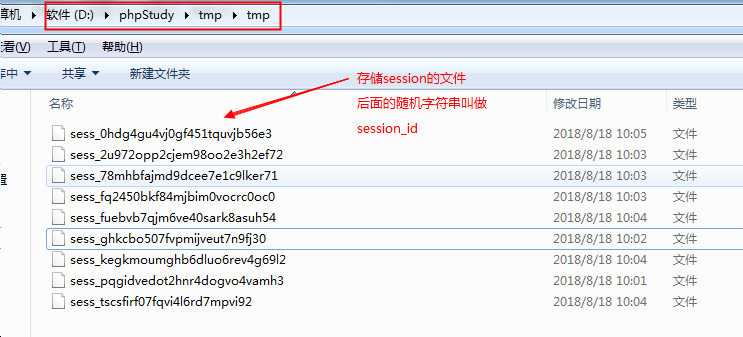 算机 软件 (D:) phpStudy tmp tmp
查看(V) 工具(T) 帮助(H)
库中 共享 新建文件夹
存储session的文件
名称 后面的随机字符串叫做 修改日期 类型
session_id
sess_0hdg4gu4vj0gf451tquvjb56e3 2018/8/18 10:05 文件
sess_2u972opp2cjem98oo2e3h2ef72 2018/8/18 10:03 文件
sess_78mhbfajmd9dcee7e1c9lker71 2018/8/18 10:03 文件
置
sess_fq2450bkf84mjbim0vocrc0oc0 2018/8/18 10:03 文件
sess_fuebvb7qjm6ve40sark8asuh54 2018/8/18 10:04 文件
sess_ghkcbo507fvpmijveut7n9fj30 2018/8/18 10:02 文件
sess_kegkmoumghb6dluo6rev4g69l2 2018/8/18 10:04 文件
sess_pqgidvedot2hnr4dogvo4vamh3 2018/8/18 10:01 文件
sess_tscsfirf07fqvi4l6rd7mpvi92 2018/8/18 10:04 文件